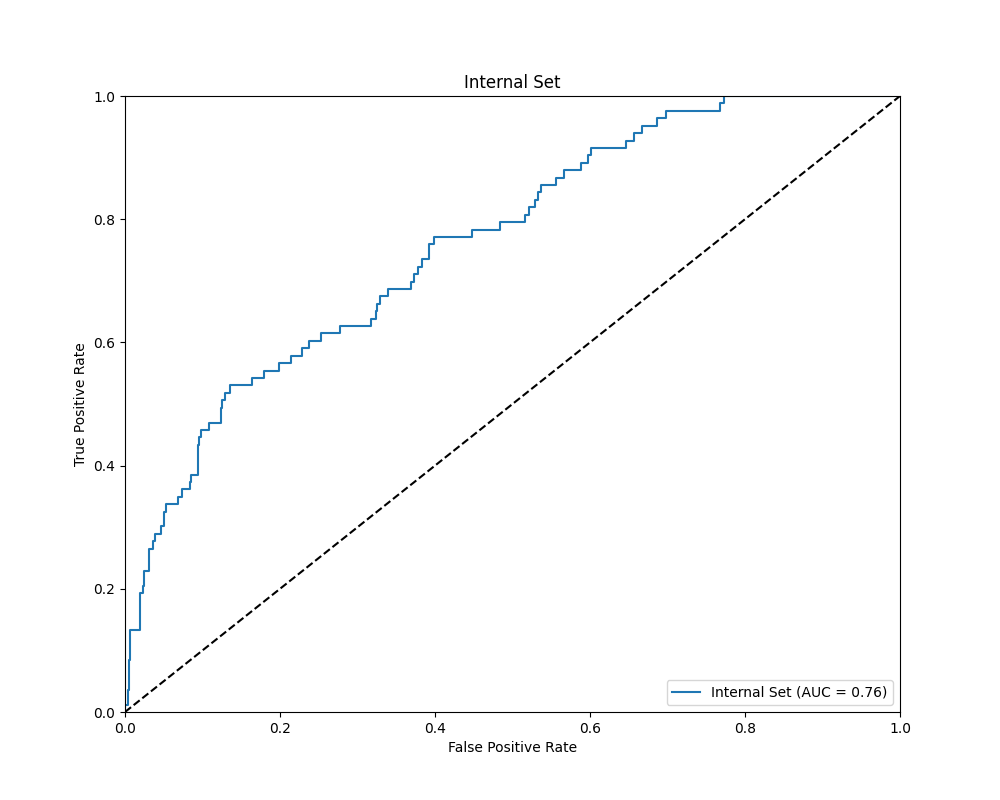 Internal Set
1.0
0.8
0.6
0.4
0.2
0.0
True Positive Rate
0.0 0.2 0.4 0.6 0.8 1.0
False Positive Rate
Internal Set (AUC = 0.76)